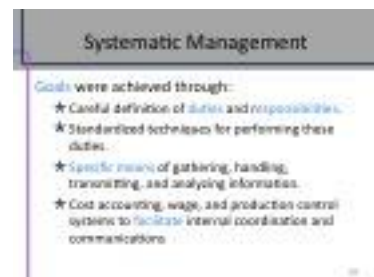 Systematic Management
Goals were achieved through:
★ Careful definition of duties and responsibilities.
★ Standardized techniques for performing these
duties.
★ Specific means of gathering, handling,
transmitting, and analyzing information.
★ Cost accounting, wage, and production control
systems to facilitate internal coordination and
communications